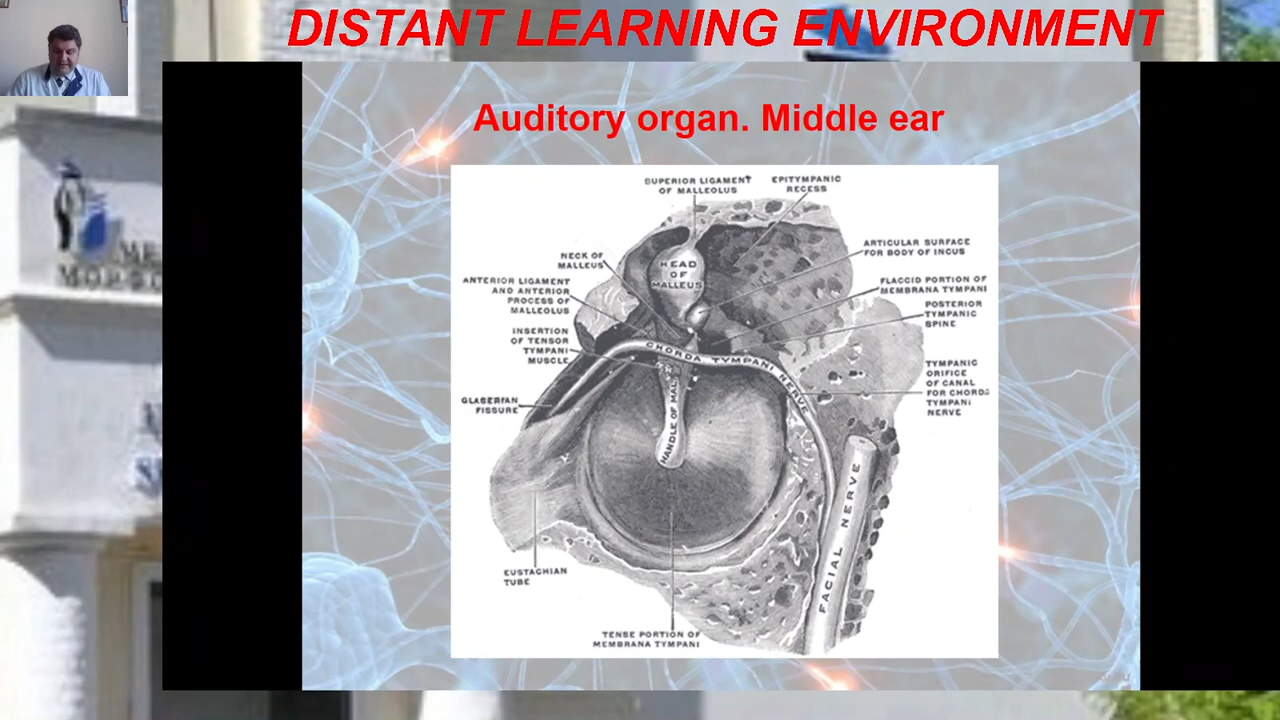 DISTANT LEARNING ENVIRONMENT
Auditory organ. Middle ear
SUPERIOR LIGAMENT
OF MALLEOLUS
EPITYMPANIC
RECESS
NECK OF
MALLEUS
HEAD
OF
MALLEUS
ARTICULAR SURFACE
FOR BODY OF INCUS
ANTERIOR LIGAMENT
AND ANTERIOR
PROCESS OF
MALLEOLUS
FLACCID PORTION OF
MEMBRANA TYMPANI
POSTERIOR
TYMPANIC
SPINE
INSERTION
OF TENSOR
TYMPANI
MUSCLE
CHORDA TYMPANI NERVE
TYMPANIC
ORIFICE
OF CANAL
FOR CHORDA
TYMPANI
NERVE
GLASERIAN
FISSURE
HANDLE OF MAL
FACIAL NERVE
EUSTACHIAN
TUBE
TENSE PORTION OF
MEMBRANA TYMPANI